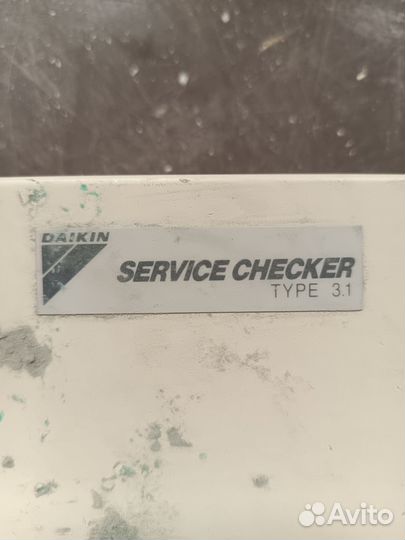 DAIKIN
SERVICE CHECKER
TYPE 3.1
Avito